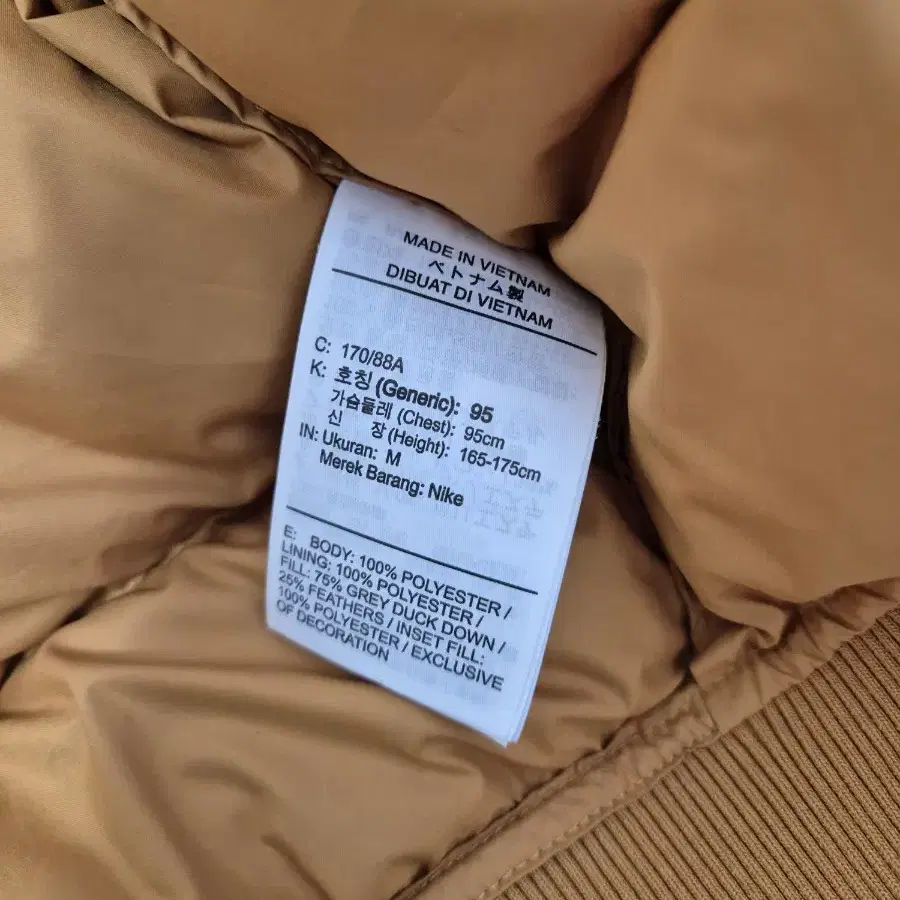 MADE IN VIETNAM
ベトナム製
DIBUAT DI VIETNAM
C: 170/88A
K: 호칭 (Generic): 95
가슴둘레 (Chest): 95cm
신 장 (Height): 165-175cm
IN: Ukuran: M
Merek Barang: Nike
E: BODY: 100% POLYESTER /
LINING: 100% POLYESTER /
FILL: 75% GREY DUCK DOWN /
25% FEATHERS / INSET FILL:
100% POLYESTER / EXCLUSIVE
OF DECORATION